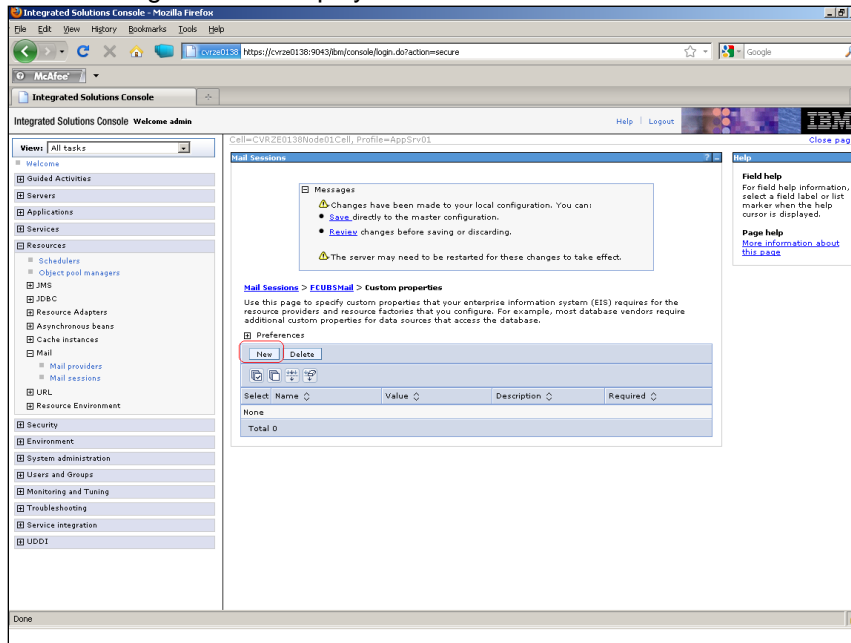 Integrated Solutions Console - Mozilla Firefox
File Edit View History Bookmarks Tools Help
cvrze0138 https://cvrze0138:9043/ibm/console/login.do?action=secure
Google
McAfee
Integrated Solutions Console
Integrated Solutions Console Welcome admin
Help | Logout
IBM
View: All tasks
Welcome
Guided Activities
Servers
Applications
Services
Resources
Schedulers
Object pool managers
JMS
JDBC
Resource Adapters
Asynchronous beans
Cache instances
Mail
Mail providers
Mail sessions
URL
Resource Environment
Security
Environment
System administration
Users and Groups
Monitoring and Tuning
Troubleshooting
Service integration
UDDI
Cell=CVRZE0138Node01Cell, Profile=AppSrv01
Close pag
Mail Sessions
Messages
Changes have been made to your local configuration. You can:
Save directly to the master configuration.
Review changes before saving or discarding.
The server may need to be restarted for these changes to take effect.
Mail Sessions > FCUBSMail > Custom properties
Use this page to specify custom properties that your enterprise information system (EIS) requires for the
resource providers and resource factories that you configure. For example, most database vendors require
additional custom properties for data sources that access the database.
Preferences
New Delete
Select Name Value Description Required
None
Total 0
Help
Field help
For field help information,
select a field label or list
marker when the help
cursor is displayed.
Page help
More information about
this page
Done